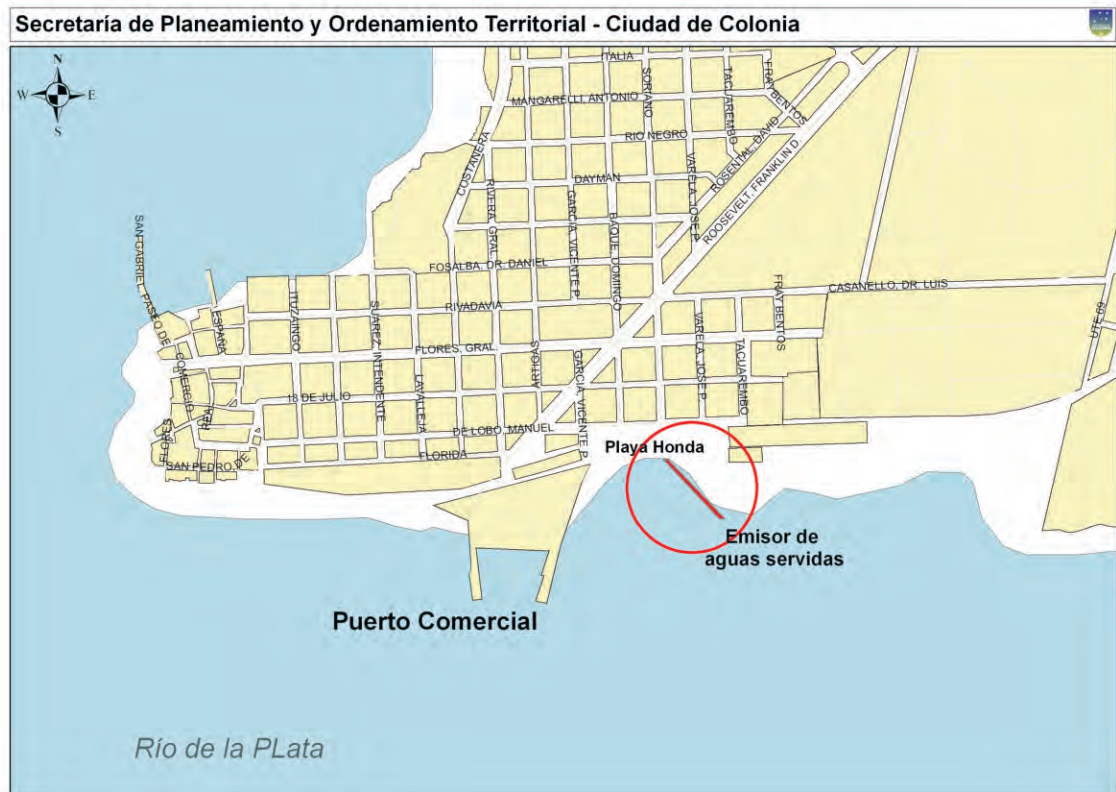 Secretaría de Planeamiento y Ordenamiento Territorial - Ciudad de Colonia
N
W
E
S
ITALIA
SORIANO
TACUAREMBO
FRAY BENTOS
MANGARELLI, ANTONIO
RIO NEGRO
COSTANERA
ROSENTAL, DAVID
ROOSEVELT, FRANKLIN D.
DAYMAN
VARELA, JOSE P.
RIVERA, GRAL.
GARCIA, VICENTE P.
BAQUE, DOMINGO
SAN GABRIEL, PASEO DE
FOSALBA, DR. DANIEL
ESPAÑA
ITUZAINGO
SUAREZ, INTENDENTE
RIVADAVIA
FRAY BENTOS
CASANELLO, DR. LUIS
UTE 09
FLORES, GRAL.
VARELA, JOSE P.
TACUAREMBO
COMERCIO
ARTIGAS
GARCIA, VICENTE P.
LAVALLEJA
18 DE JULIO
REAL
DE LOBO, MANUEL
SAN PEDRO, DE
FLORIDA
Playa Honda
Emisor de
aguas servidas
Puerto Comercial
Río de la PLata